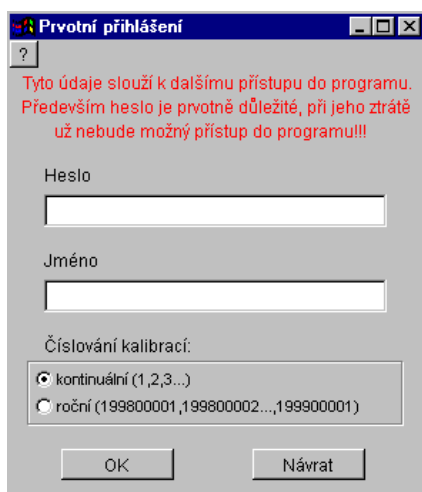 Prvotní přihlášení
?
Tyto údaje slouží k dalšímu přístupu do programu.
Především heslo je prvotně důležité, při jeho ztrátě
už nebude možný přístup do programu!!!
Heslo
Jméno
Číslování kalibrací:
kontinuální (1,2,3...)
roční (199800001,199800002...,199900001)
OK
Návrat